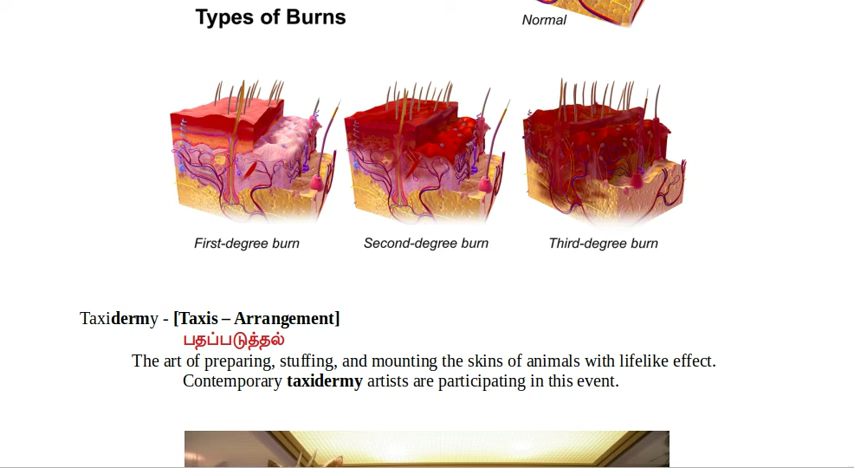 Types of Burns
Normal
First-degree burn
Second-degree burn
Third-degree burn
Taxidermy - [Taxis – Arrangement]
பதப்படுத்தல்
The art of preparing, stuffing, and mounting the skins of animals with lifelike effect.
Contemporary taxidermy artists are participating in this event.